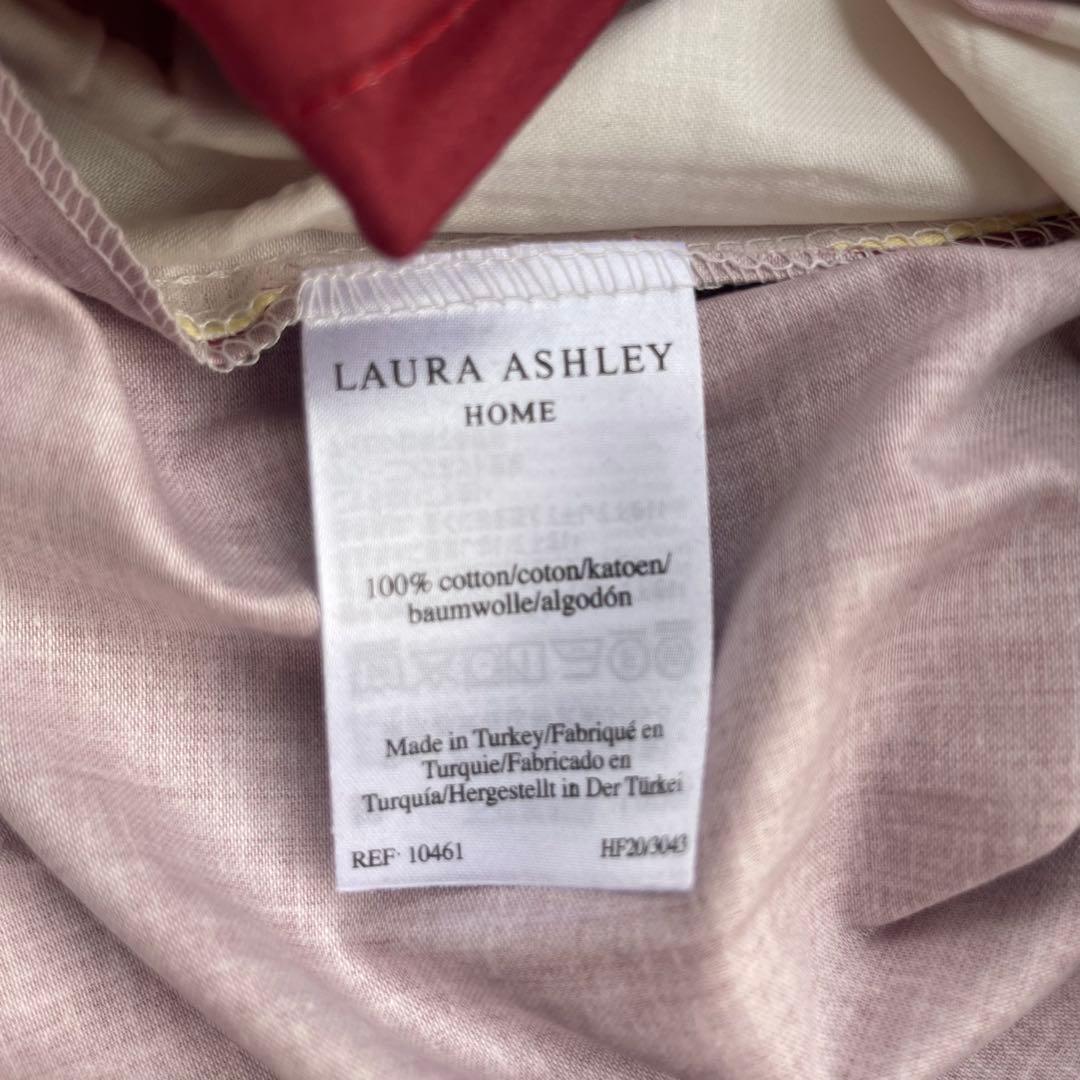 LAURA ASHLEY
HOME
100% cotton/coton/katoen/
baumwolle/algodón
Made in Turkey/Fabriqué en
Turquie/Fabricado en
Turquía/Hergestellt in Der Türkei
REF: 10461 HF20/3043